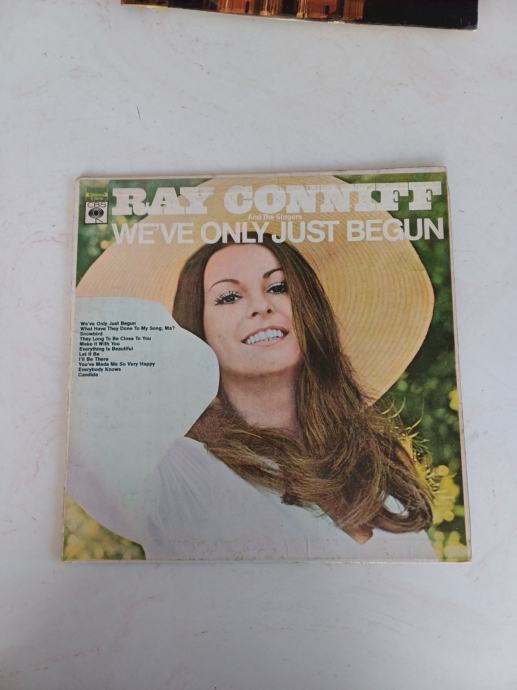 Stereo
CBS
RAY CONNIFF
And The Singers
WE'VE ONLY JUST BEGUN
We've Only Just Begun
What Have They Done To My Song, Ma?
Snowbird
They Long To Be Close To You
Make It With You
Everything Is Beautiful
Let It Be
I'll Be There
You've Made Me So Very Happy
Everybody Knows
Candida